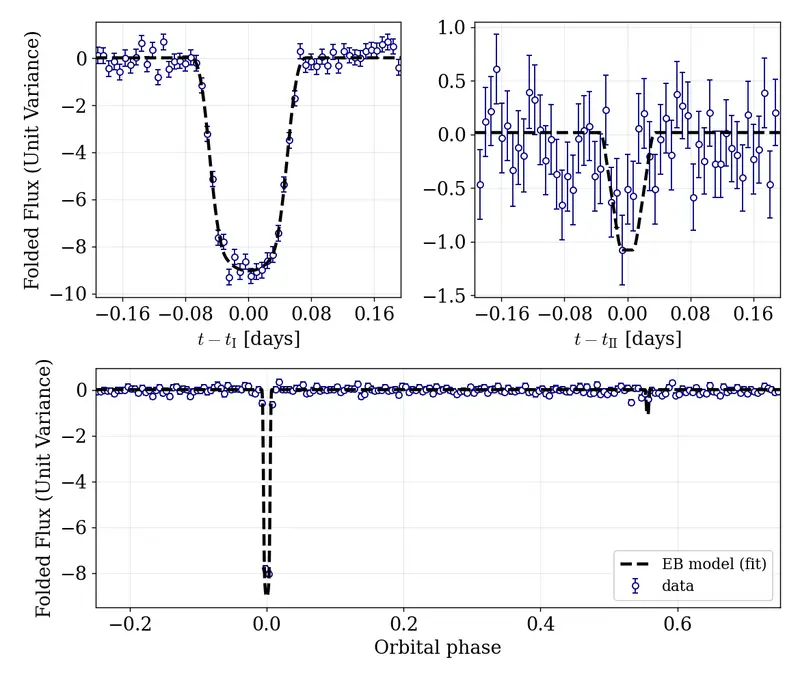 Folded Flux (Unit Variance)
0
−2
−4
−6
−8
−10
−0.16 −0.08 0.00 0.08 0.16
t − t_I [days]
1.0
0.5
0.0
−0.5
−1.0
−1.5
−0.16 −0.08 0.00 0.08 0.16
t − t_II [days]
Folded Flux (Unit Variance)
0
−2
−4
−6
−8
−0.2 0.0 0.2 0.4 0.6
Orbital phase
EB model (fit)
data